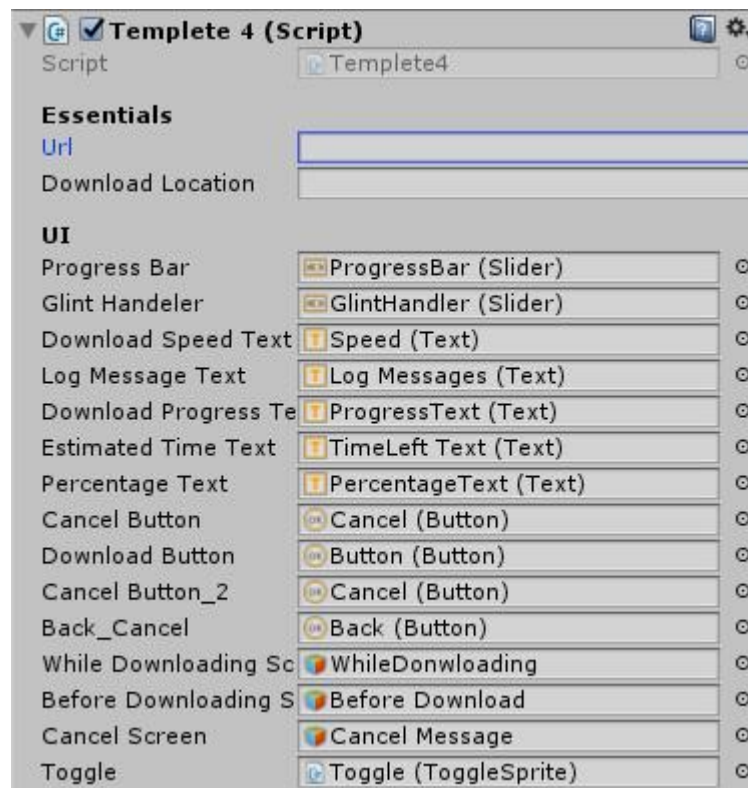 Templete 4 (Script)
Script Templete4
Essentials
Url
Download Location
UI
Progress Bar ProgressBar (Slider)
Glint Handeler GlintHandler (Slider)
Download Speed Text Speed (Text)
Log Message Text Log Messages (Text)
Download Progress Te ProgressText (Text)
Estimated Time Text TimeLeft Text (Text)
Percentage Text PercentageText (Text)
Cancel Button Cancel (Button)
Download Button Button (Button)
Cancel Button_2 Cancel (Button)
Back_Cancel Back (Button)
While Downloading Sc WhileDonwloading
Before Downloading S Before Download
Cancel Screen Cancel Message
Toggle Toggle (ToggleSprite)